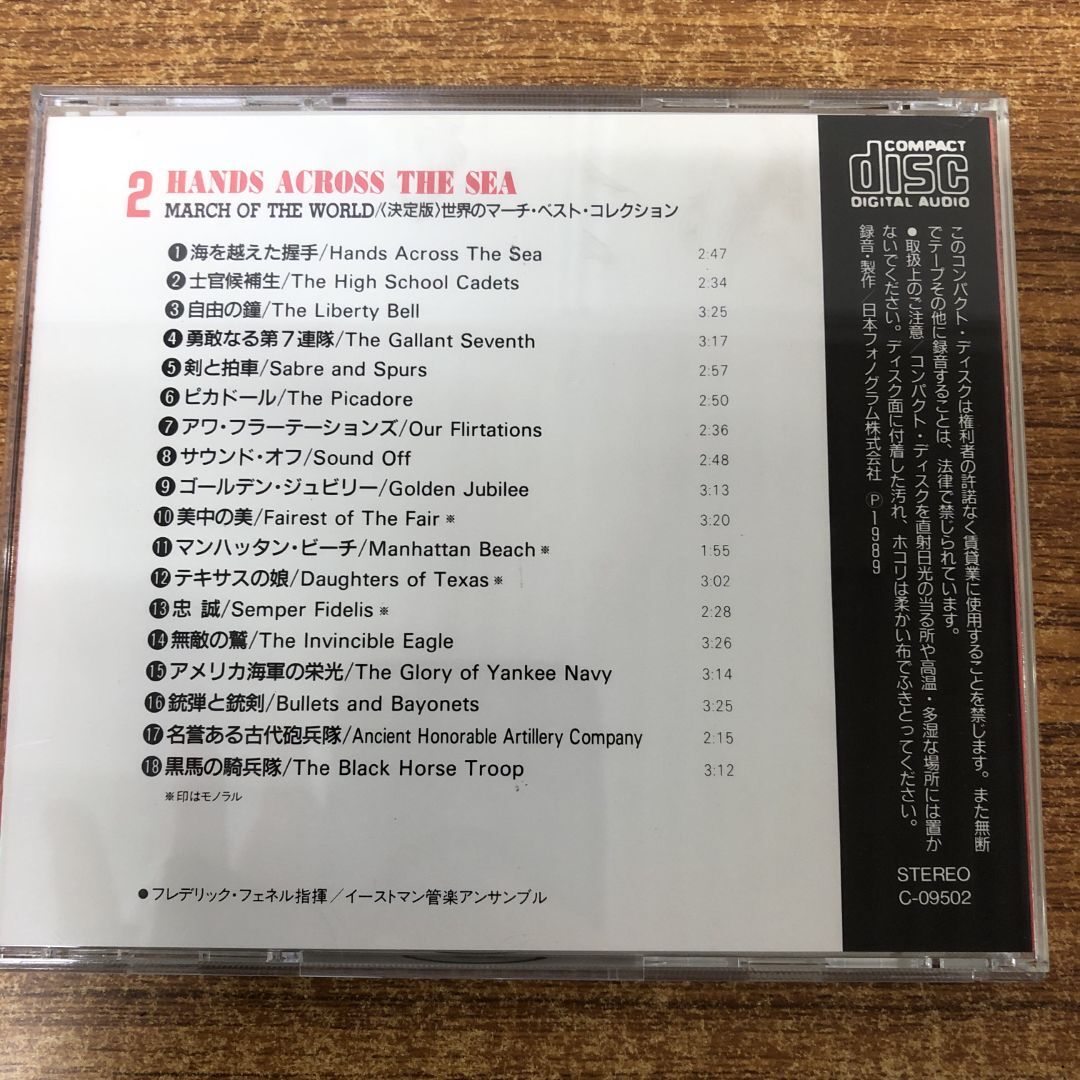 2 HANDS ACROSS THE SEA
MARCH OF THE WORLD/〈決定版〉世界のマーチ・ベスト・コレクション
❶海を越えた握手/Hands Across The Sea 2:47
❷士官候補生/The High School Cadets 2:34
❸自由の鐘/The Liberty Bell 3:25
❹勇敢なる第7連隊/The Gallant Seventh 3:17
❺剣と拍車/Sabre and Spurs 2:57
❻ピカドール/The Picadore 2:50
❼アワ・フラーテーションズ/Our Flirtations 2:36
❽サウンド・オフ/Sound Off 2:48
❾ゴールデン・ジュビリー/Golden Jubilee 3:13
❿美中の美/Fairest of The Fair※ 3:20
⓫マンハッタン・ビーチ/Manhattan Beach※ 1:55
⓬テキサスの娘/Daughters of Texas※ 3:02
⓭忠 誠/Semper Fidelis※ 2:28
⓮無敵の鷲/The Invincible Eagle 3:26
⓯アメリカ海軍の栄光/The Glory of Yankee Navy 3:14
⓰銃弾と銃剣/Bullets and Bayonets 3:25
⓱名誉ある古代砲兵隊/Ancient Honorable Artillery Company 2:15
⓲黒馬の騎兵隊/The Black Horse Troop 3:12
※印はモノラル
●フレデリック・フェネル指揮/イーストマン管楽アンサンブル
COMPACT
disc
DIGITAL AUDIO
このコンパクト・ディスクは権利者の許諾なく賃貸業に使用することを禁じます。また無断
でテープその他に録音することは、法律で禁じられています。
●取扱上のご注意/コンパクト・ディスクを直射日光の当る所や高温・多湿な場所には置か
ないでください。ディスク面に付着した汚れ、ホコリは柔かい布でふきとってください。
録音・製作/日本フォノグラム株式会社 Ⓟ1989
STEREO
C-09502